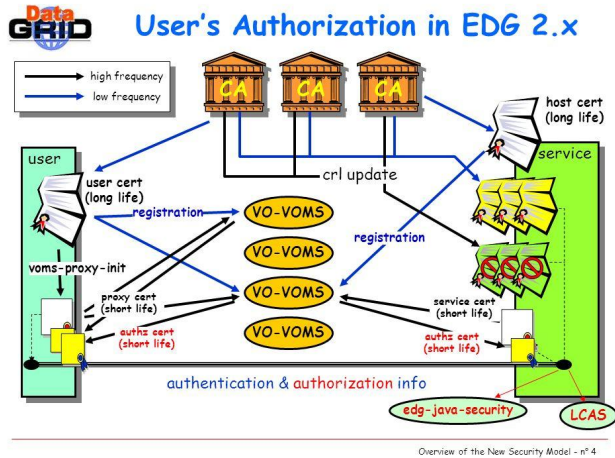 Data
GRID
User's Authorization in EDG 2.x
high frequency
low frequency
CA
CA
CA
host cert
(long life)
user
service
crl update
user cert
(long life)
registration
VO-VOMS
registration
VO-VOMS
voms-proxy-init
VO-VOMS
proxy cert
(short life)
service cert
(short life)
authz cert
(short life)
VO-VOMS
authz cert
(short life)
authentication & authorization info
edg-java-security
LCAS
Overview of the New Security Model - n° 4